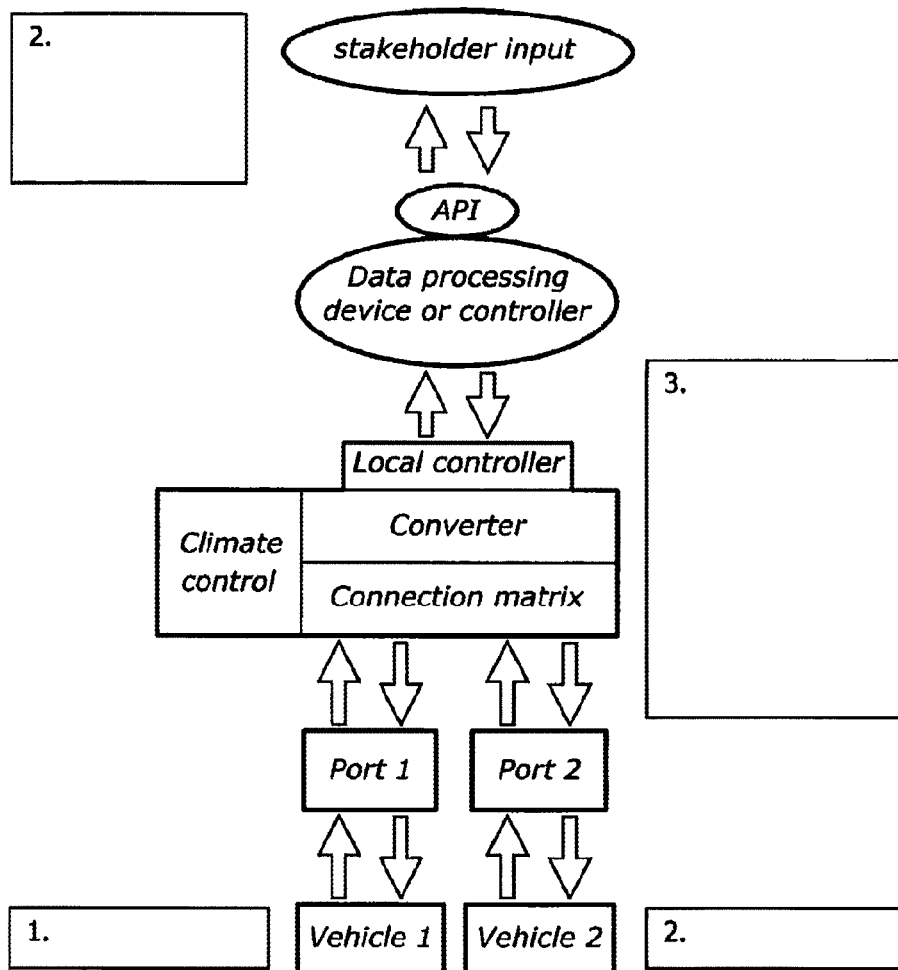 2.
stakeholder input
API
Data processing
device or controller
3.
Local controller
Climate
control
Converter
Connection matrix
Port 1
Port 2
1.
Vehicle 1
Vehicle 2
2.